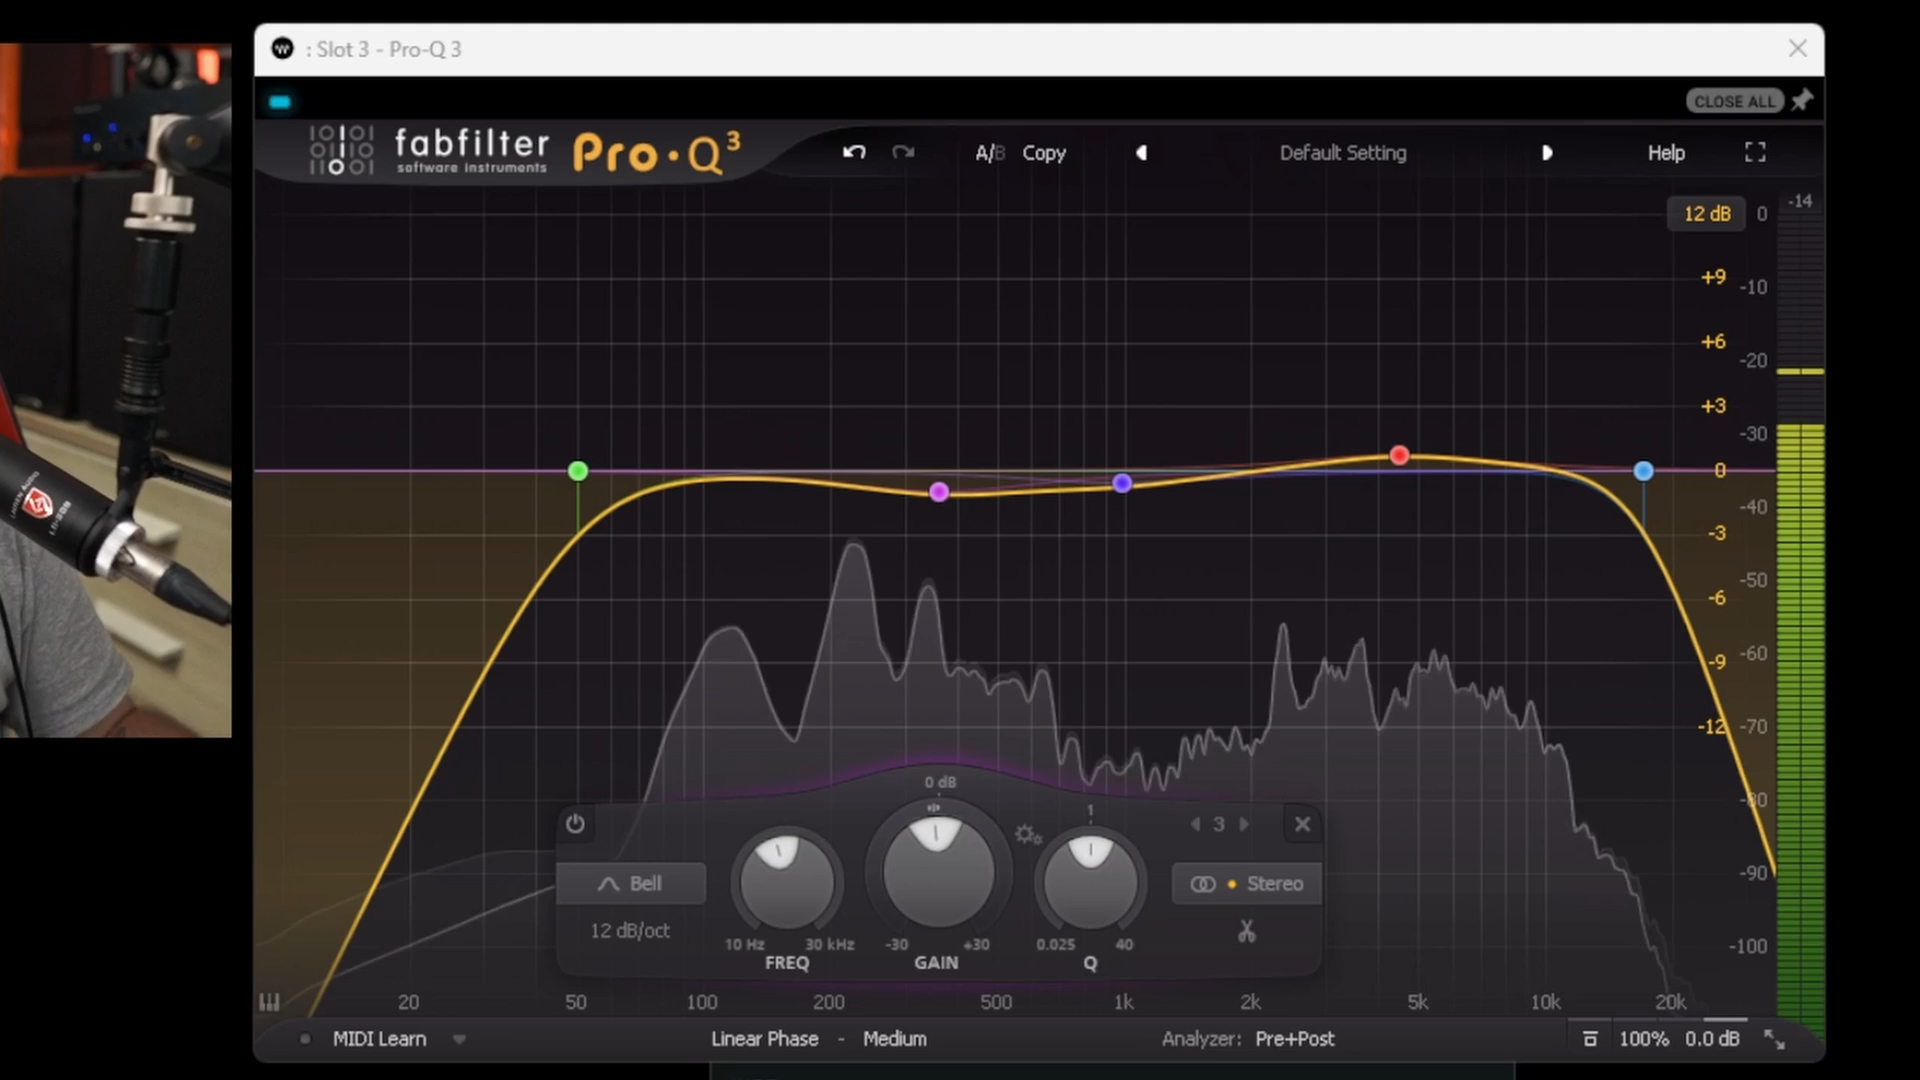 : Slot 3 - Pro-Q 3
CLOSE ALL
fabfilter
software instruments
Pro·Q3
A/B Copy
Default Setting
Help
12 dB 0 -14
+9 -10
+6 -20
+3 -30
0 -40
-3 -50
-6 -60
-9 -70
-12 -80
-90
-100
0 dB
1
3
Bell
Stereo
12 dB/oct
10 Hz 30 kHz -30 +30 0.025 40
FREQ GAIN Q
20 50 100 200 500 1k 2k 5k 10k 20k
MIDI Learn
Linear Phase - Medium
Analyzer: Pre+Post
100% 0.0 dB